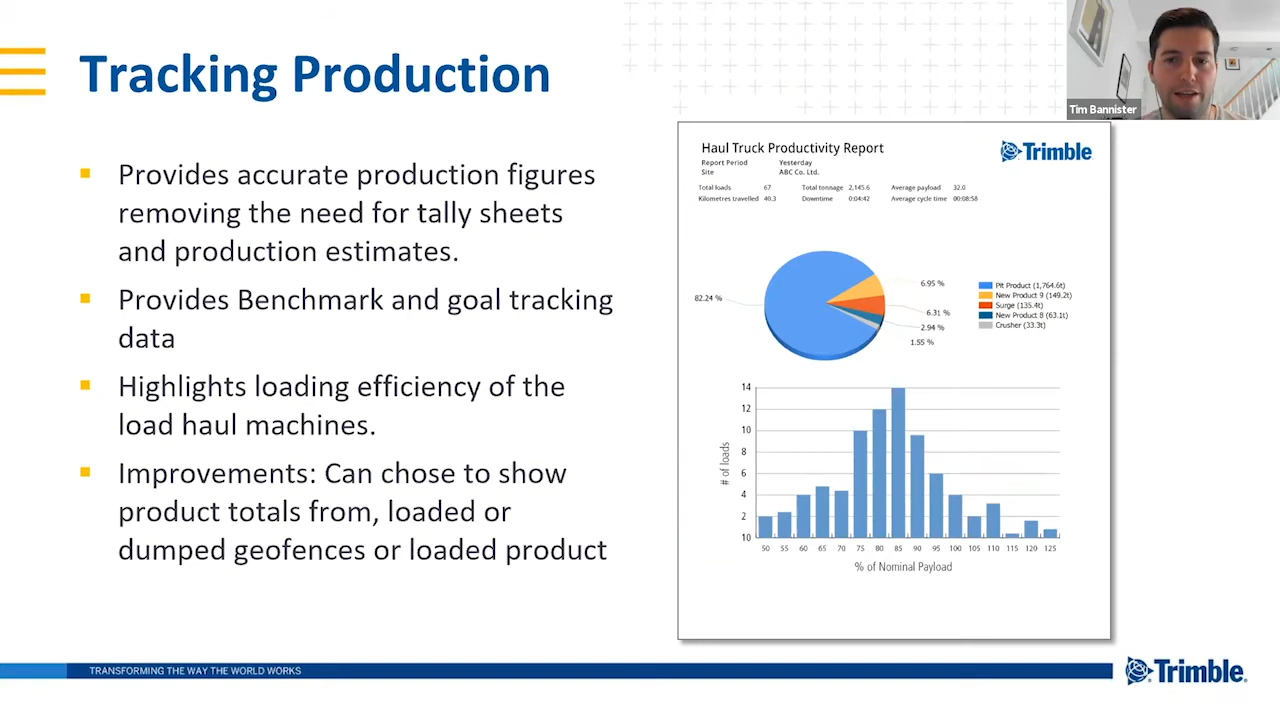 Tracking Production
Tim Bannister
Provides accurate production figures
removing the need for tally sheets
and production estimates.
Provides Benchmark and goal tracking
data
Highlights loading efficiency of the
load haul machines.
Improvements: Can chose to show
product totals from, loaded or
dumped geofences or loaded product
Haul Truck Productivity Report
Trimble
Report Period Yesterday
Site ABC Co. Ltd.
Total loads 67 Total tonnage 2,145.6 Average payload 32.0
Kilometres travelled 40.3 Downtime 0:04:42 Average cycle time 00:08:58
82.24 %
6.95 %
6.31 %
2.94 %
1.55 %
Pit Product (1,764.6t)
New Product 9 (149.2t)
Surge (135.4t)
New Product 8 (63.1t)
Crusher (33.3t)
# of loads
14
12
10
8
6
4
2
10
50 55 60 65 70 75 80 85 90 95 100 105 110 115 120 125
% of Nominal Payload
TRANSFORMING THE WAY THE WORLD WORKS
Trimble